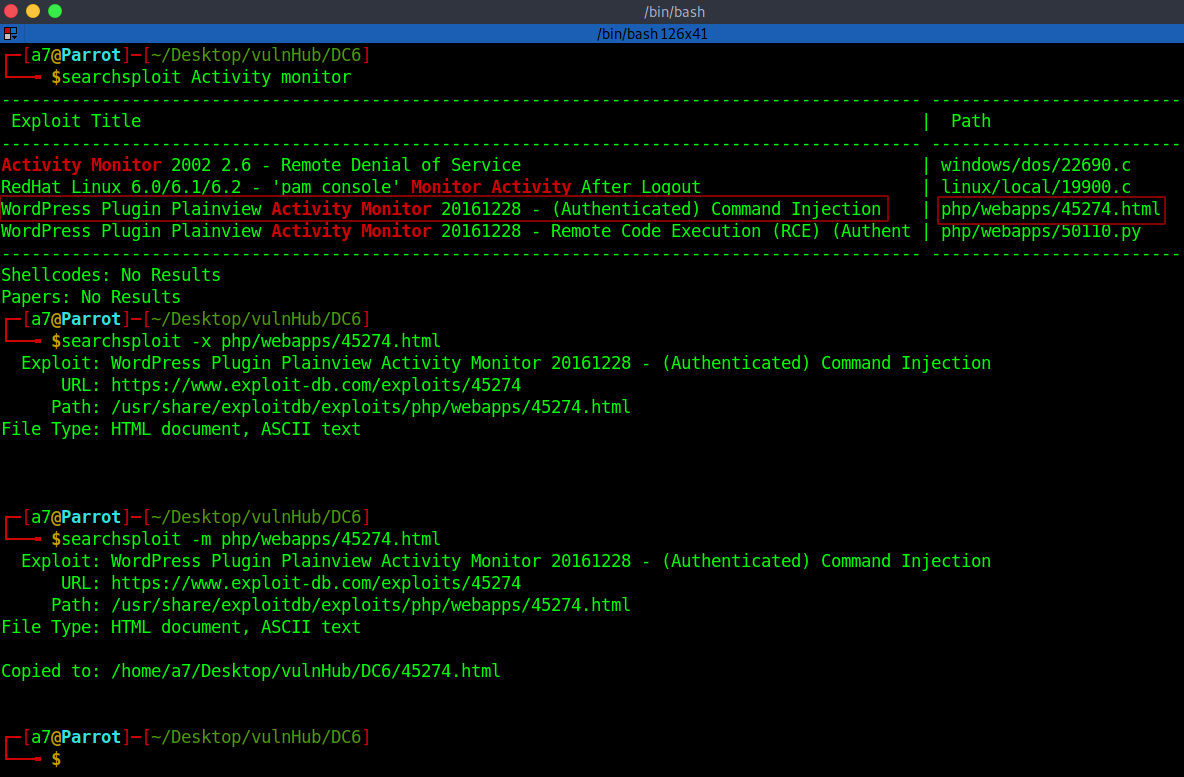 /bin/bash
/bin/bash 126x41
┌─[a7@Parrot]─[~/Desktop/vulnHub/DC6]
└──╼ $searchsploit Activity monitor
-------------------------------------------------------------------------------------------- -------------------------
Exploit Title | Path
-------------------------------------------------------------------------------------------- -------------------------
Activity Monitor 2002 2.6 - Remote Denial of Service | windows/dos/22690.c
RedHat Linux 6.0/6.1/6.2 - 'pam_console' Monitor Activity After Logout | linux/local/19900.c
WordPress Plugin Plainview Activity Monitor 20161228 - (Authenticated) Command Injection | php/webapps/45274.html
WordPress Plugin Plainview Activity Monitor 20161228 - Remote Code Execution (RCE) (Authent | php/webapps/50110.py
-------------------------------------------------------------------------------------------- -------------------------
Shellcodes: No Results
Papers: No Results
┌─[a7@Parrot]─[~/Desktop/vulnHub/DC6]
└──╼ $searchsploit -x php/webapps/45274.html
Exploit: WordPress Plugin Plainview Activity Monitor 20161228 - (Authenticated) Command Injection
URL: https://www.exploit-db.com/exploits/45274
Path: /usr/share/exploitdb/exploits/php/webapps/45274.html
File Type: HTML document, ASCII text
┌─[a7@Parrot]─[~/Desktop/vulnHub/DC6]
└──╼ $searchsploit -m php/webapps/45274.html
Exploit: WordPress Plugin Plainview Activity Monitor 20161228 - (Authenticated) Command Injection
URL: https://www.exploit-db.com/exploits/45274
Path: /usr/share/exploitdb/exploits/php/webapps/45274.html
File Type: HTML document, ASCII text
Copied to: /home/a7/Desktop/vulnHub/DC6/45274.html
┌─[a7@Parrot]─[~/Desktop/vulnHub/DC6]
└──╼ $